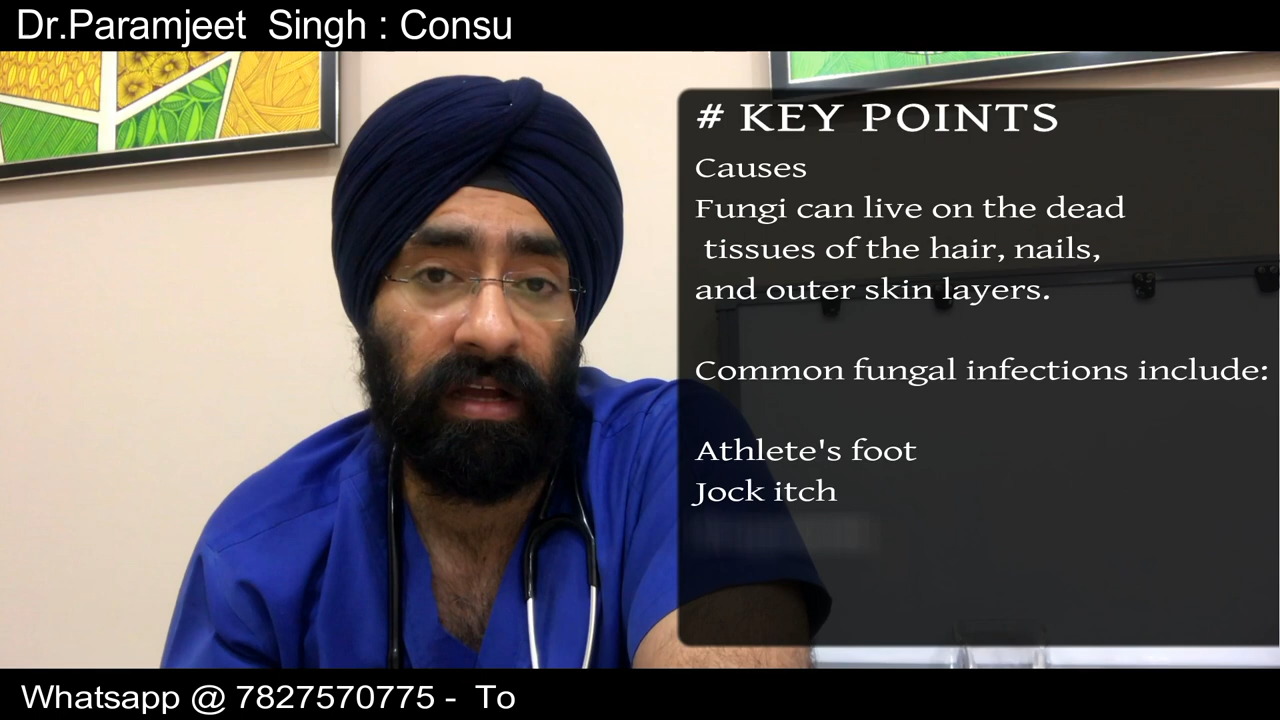 Dr.Paramjeet Singh : Consu
# KEY POINTS
Causes
Fungi can live on the dead
tissues of the hair, nails,
and outer skin layers.
Common fungal infections include:
Athlete's foot
Jock itch
Whatsapp @ 7827570775 - To